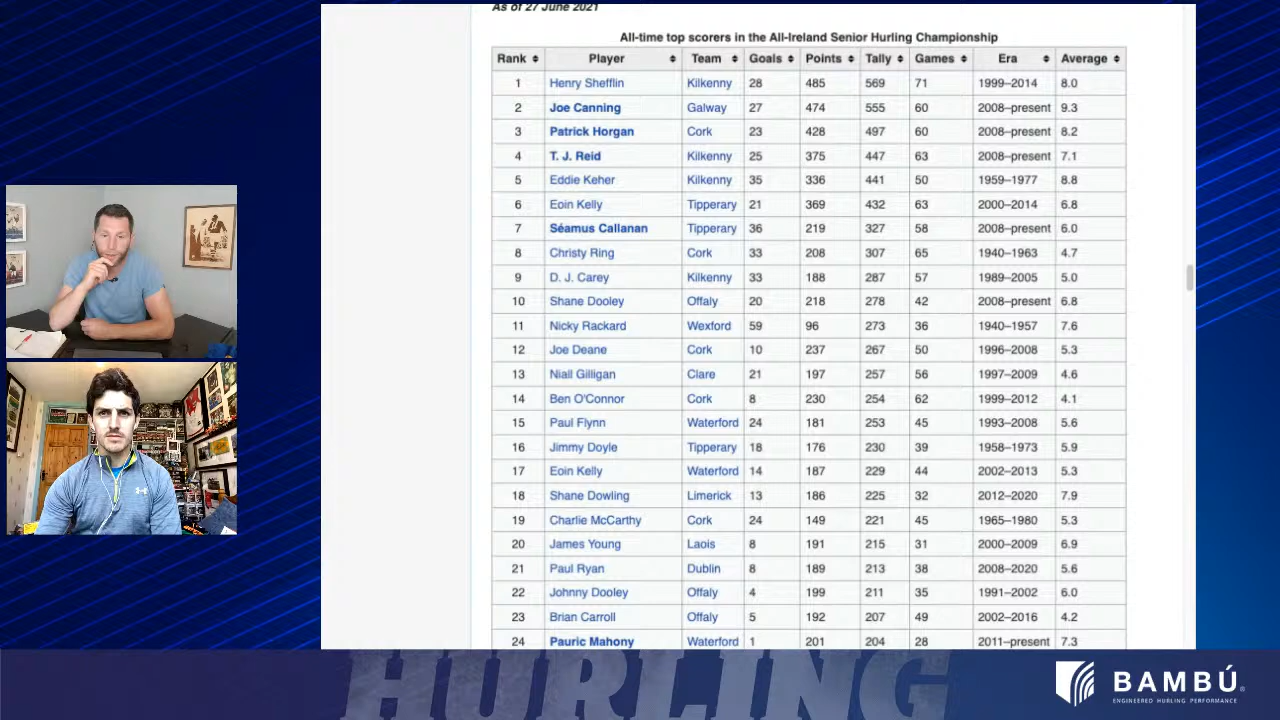 As of 27 June 2021
All-time top scorers in the All-Ireland Senior Hurling Championship
Rank Player Team Goals Points Tally Games Era Average
1 Henry Shefflin Kilkenny 28 485 569 71 1999–2014 8.0
2 Joe Canning Galway 27 474 555 60 2008–present 9.3
3 Patrick Horgan Cork 23 428 497 60 2008–present 8.2
4 T. J. Reid Kilkenny 25 375 447 63 2008–present 7.1
5 Eddie Keher Kilkenny 35 336 441 50 1959–1977 8.8
6 Eoin Kelly Tipperary 21 369 432 63 2000–2014 6.8
7 Séamus Callanan Tipperary 36 219 327 58 2008–present 6.0
8 Christy Ring Cork 33 208 307 65 1940–1963 4.7
9 D. J. Carey Kilkenny 33 188 287 57 1989–2005 5.0
10 Shane Dooley Offaly 20 218 278 42 2008–present 6.8
11 Nicky Rackard Wexford 59 96 273 36 1940–1957 7.6
12 Joe Deane Cork 10 237 267 50 1996–2008 5.3
13 Niall Gilligan Clare 21 197 257 56 1997–2009 4.6
14 Ben O'Connor Cork 8 230 254 62 1999–2012 4.1
15 Paul Flynn Waterford 24 181 253 45 1993–2008 5.6
16 Jimmy Doyle Tipperary 18 176 230 39 1958–1973 5.9
17 Eoin Kelly Waterford 14 187 229 44 2002–2013 5.3
18 Shane Dowling Limerick 13 186 225 32 2012–2020 7.9
19 Charlie McCarthy Cork 24 149 221 45 1965–1980 5.3
20 James Young Laois 8 191 215 31 2000–2009 6.9
21 Paul Ryan Dublin 8 189 213 38 2008–2020 5.6
22 Johnny Dooley Offaly 4 199 211 35 1991–2002 6.0
23 Brian Carroll Offaly 5 192 207 49 2002–2016 4.2
24 Pauric Mahony Waterford 1 201 204 28 2011–present 7.3
HURLING
BAMBÚ
ENGINEERED HURLING PERFORMANCE